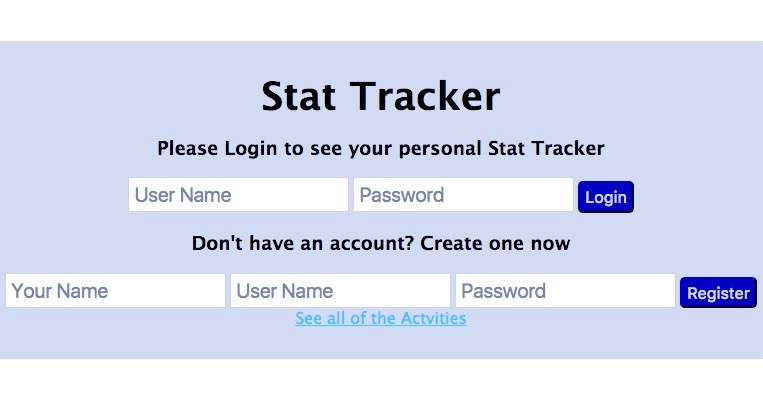 Stat Tracker
Please Login to see your personal Stat Tracker
User Name Password Login
Don't have an account? Create one now
Your Name User Name Password Register
See all of the Actvities